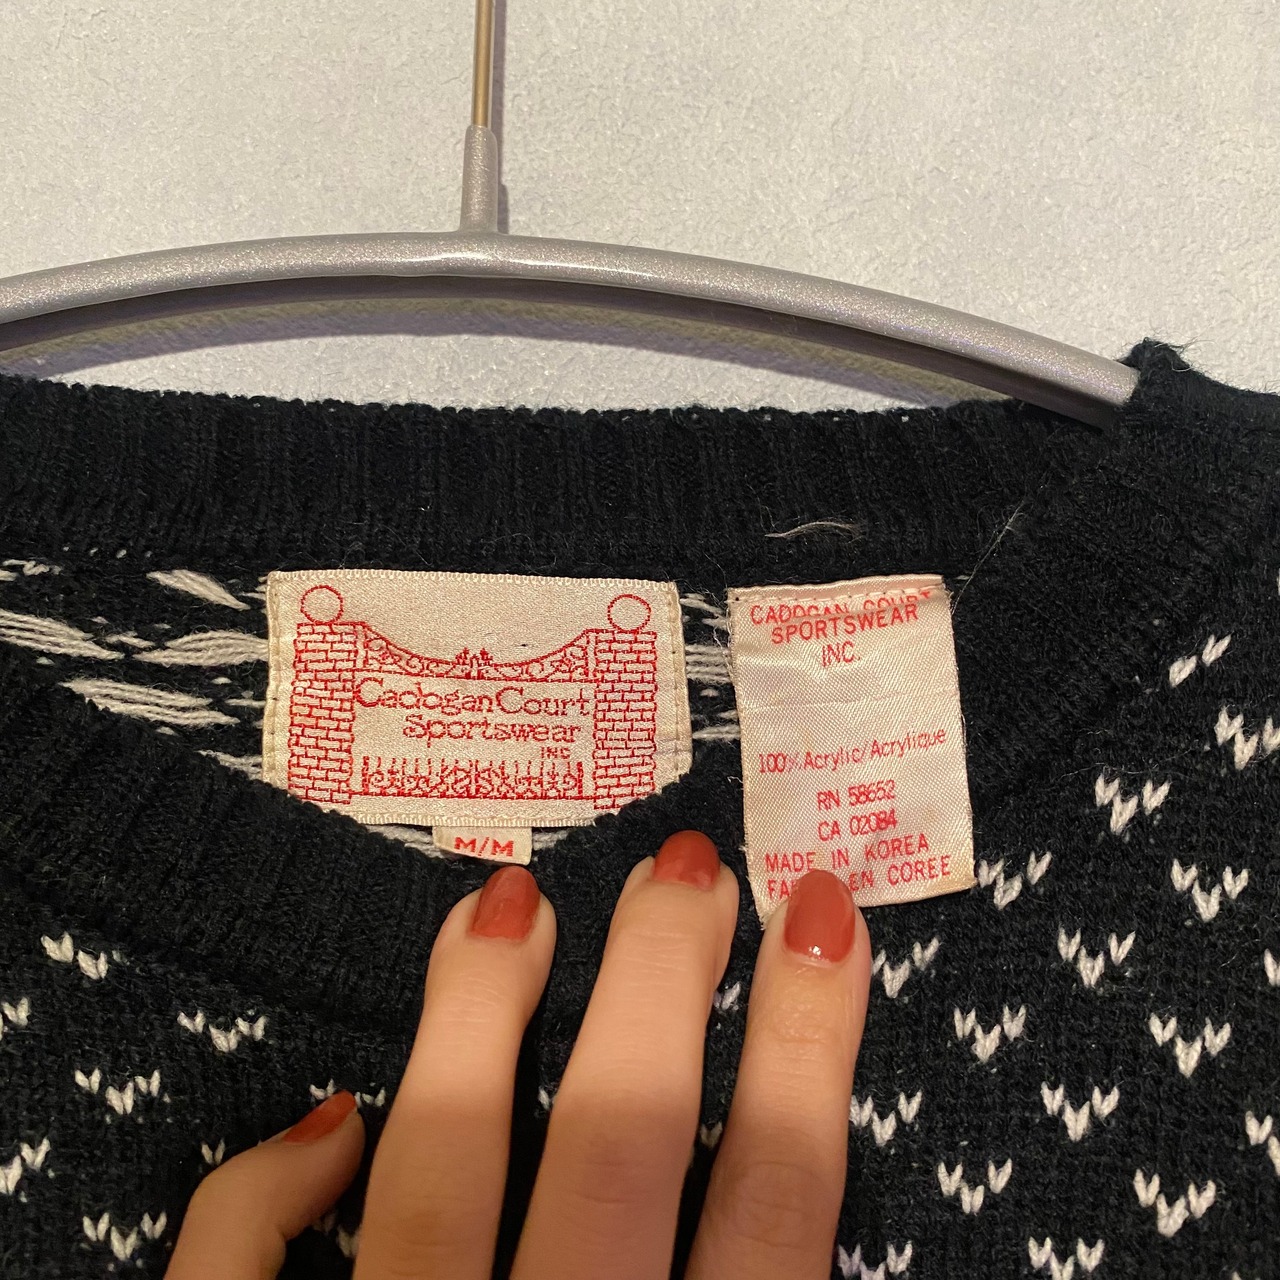 Cadogan Court
Sportswear
INC
M/M
CADOGAN COURT
SPORTSWEAR
INC.
100% Acrylic/Acrylique
RN 58652
CA 02084
MADE IN KOREA
EN COREE